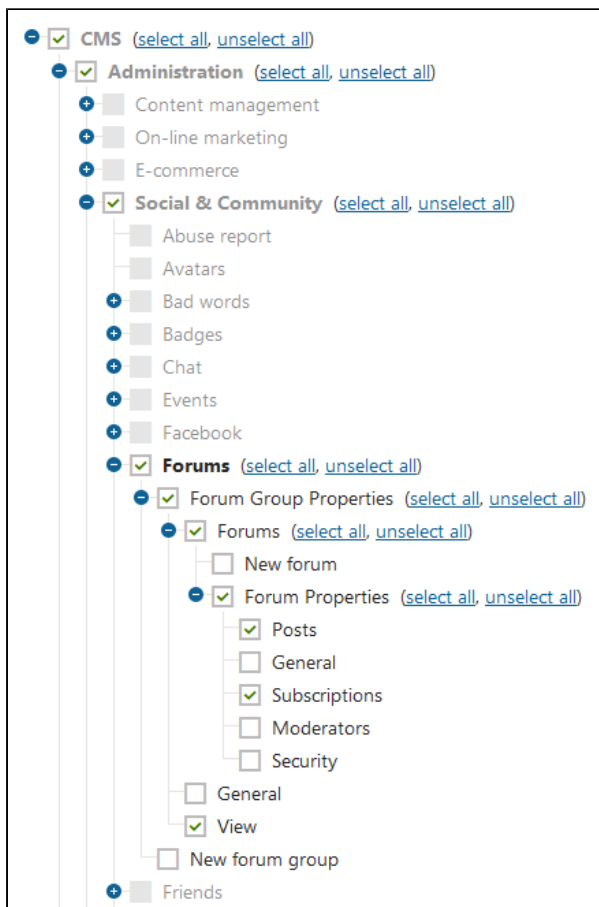 CMS (select all, unselect all)
Administration (select all, unselect all)
Content management
On-line marketing
E-commerce
Social & Community (select all, unselect all)
Abuse report
Avatars
Bad words
Badges
Chat
Events
Facebook
Forums (select all, unselect all)
Forum Group Properties (select all, unselect all)
Forums (select all, unselect all)
New forum
Forum Properties (select all, unselect all)
Posts
General
Subscriptions
Moderators
Security
General
View
New forum group
Friends